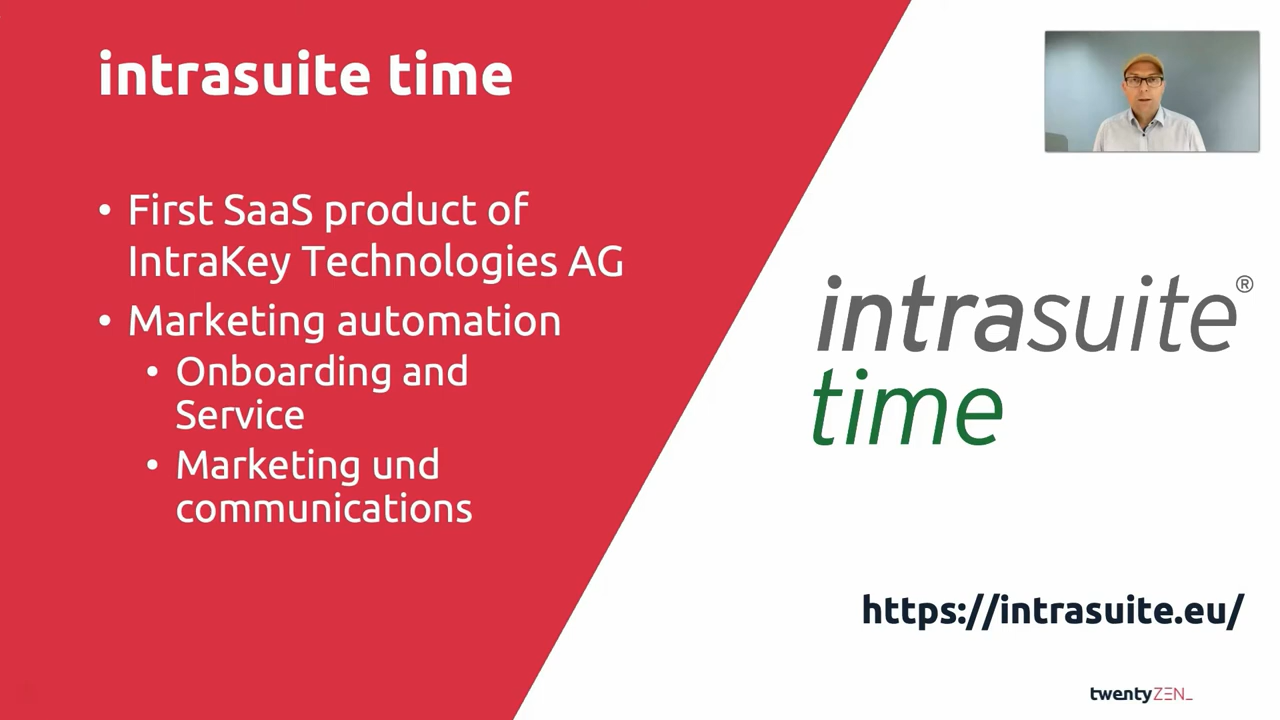 intrasuite time
• First SaaS product of
IntraKey Technologies AG
• Marketing automation
• Onboarding and
Service
• Marketing und
communications
intrasuite®
time
https://intrasuite.eu/
twentyZEN_